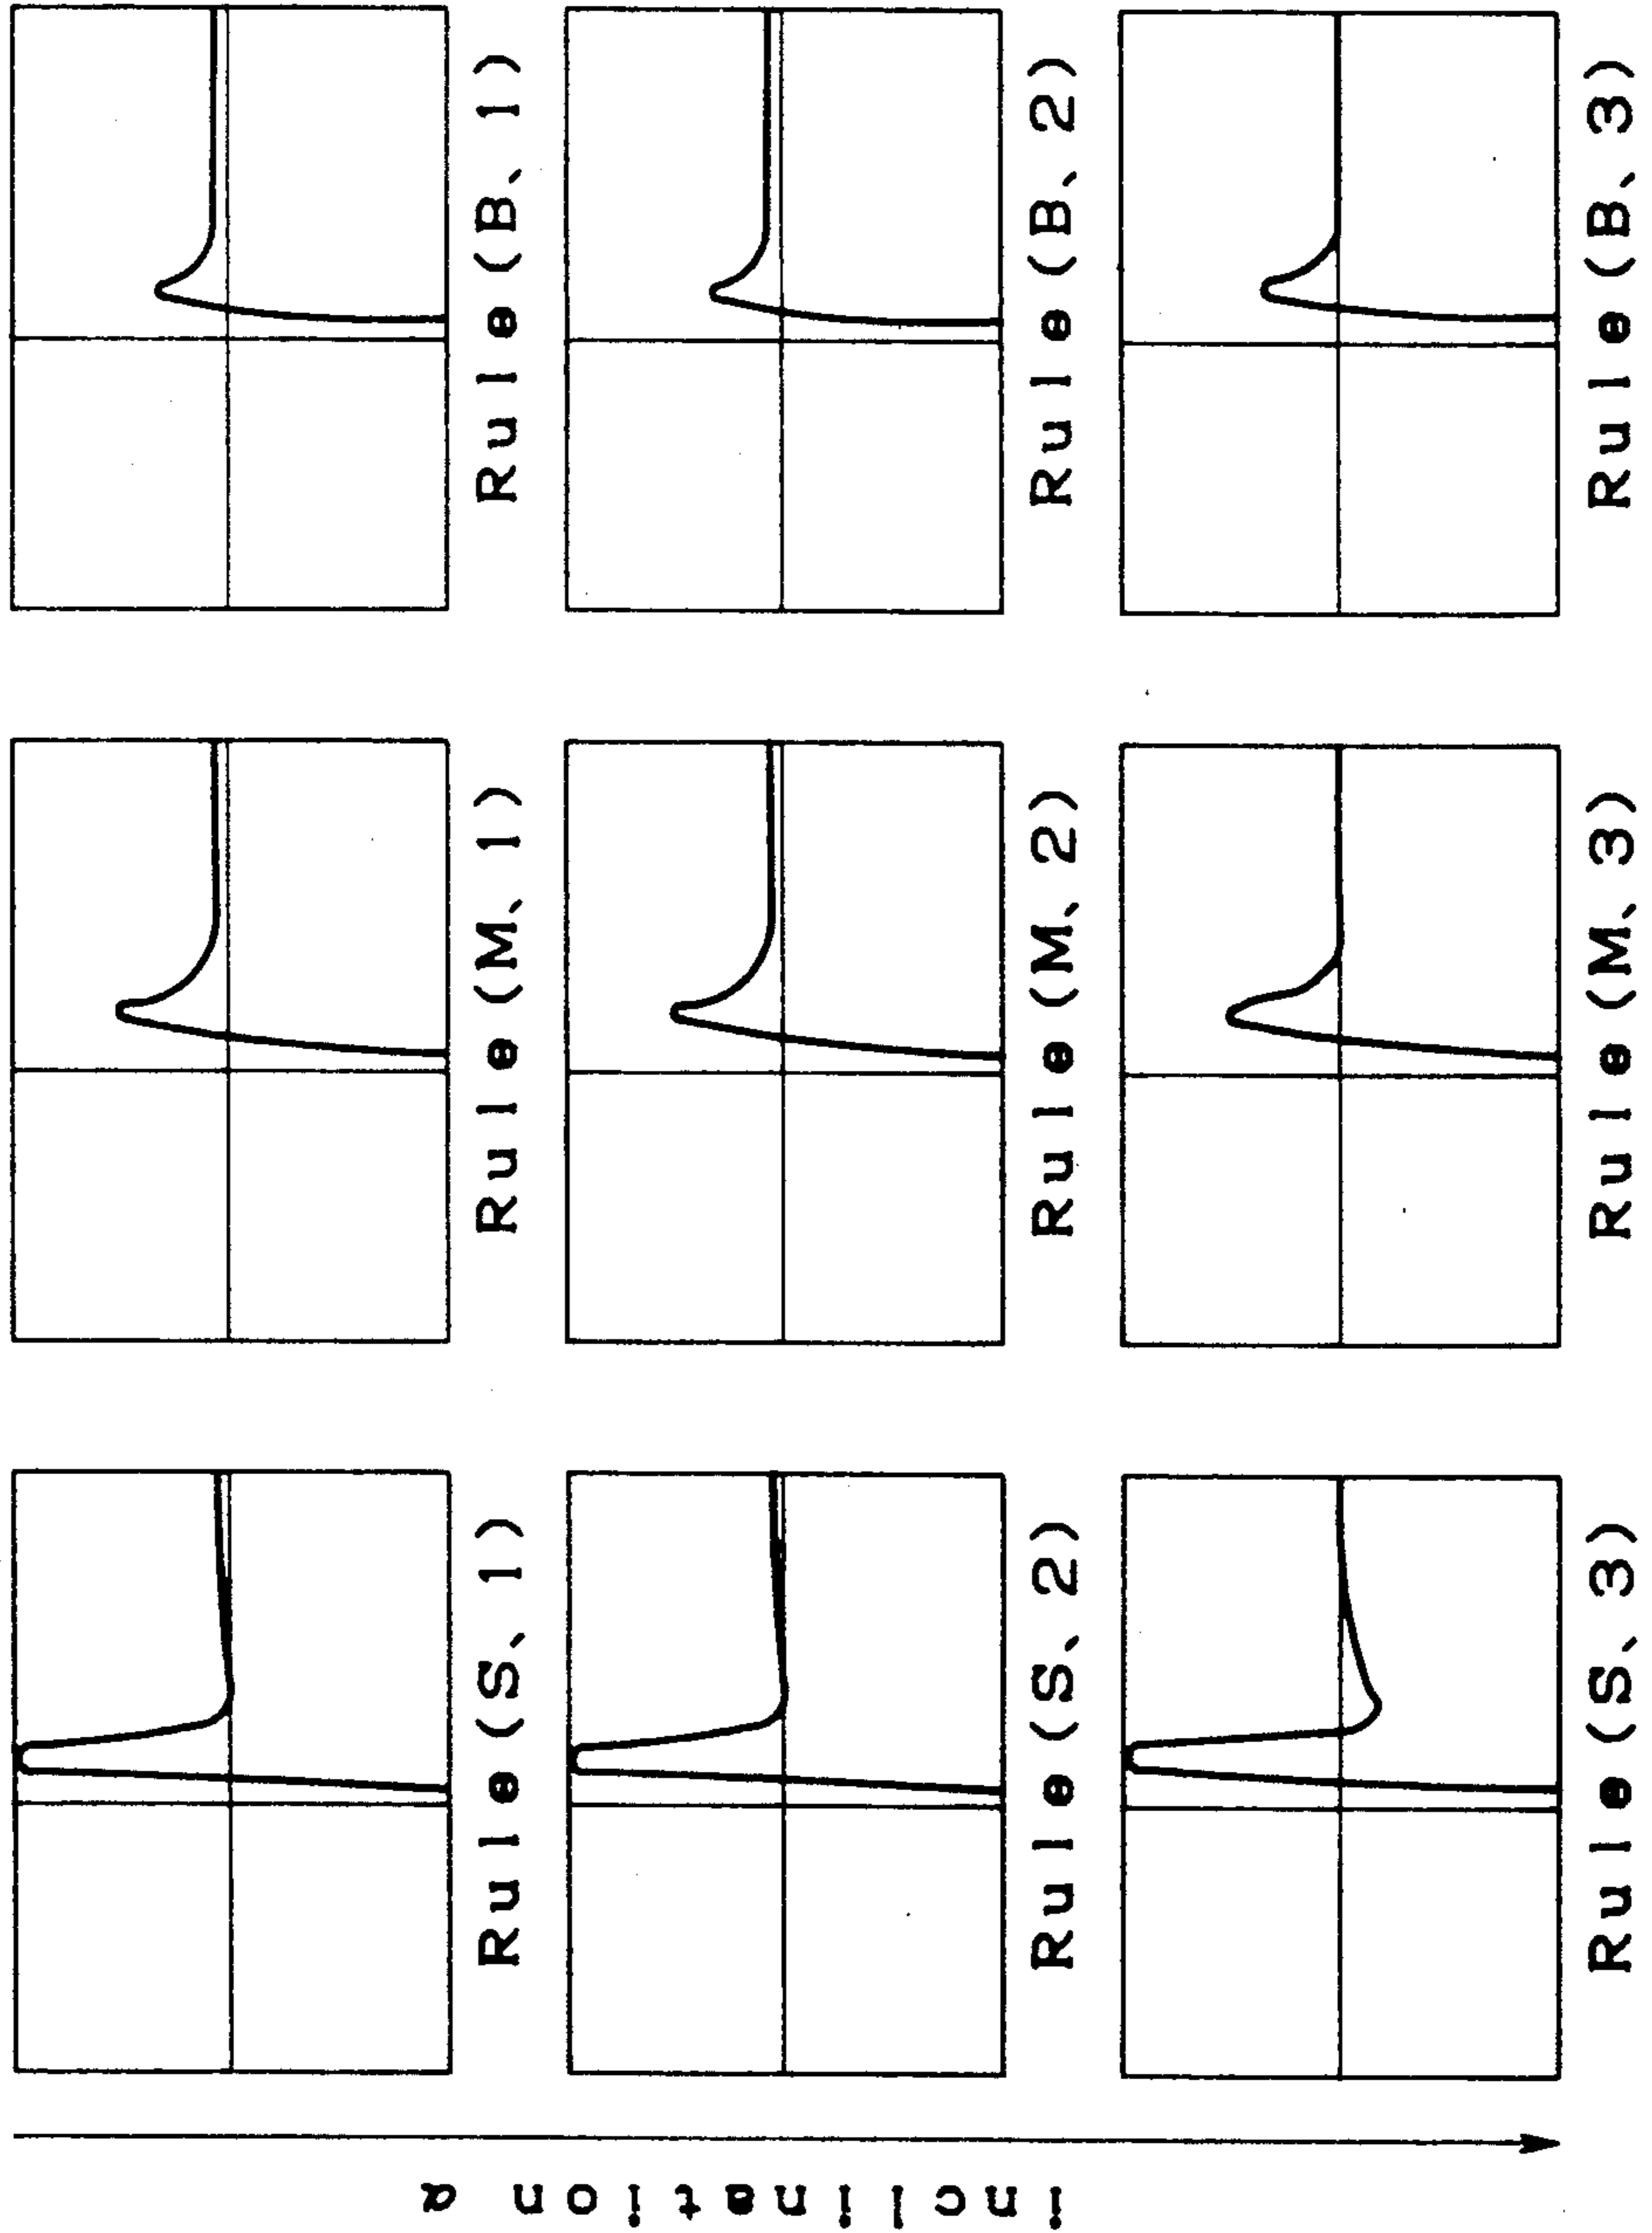 inclination α
Rule (S、1)
Rule (M、1)
Rule (B、1)
Rule (S、2)
Rule (M、2)
Rule (B、2)
Rule (S、3)
Rule (M、3)
Rule (B、3)